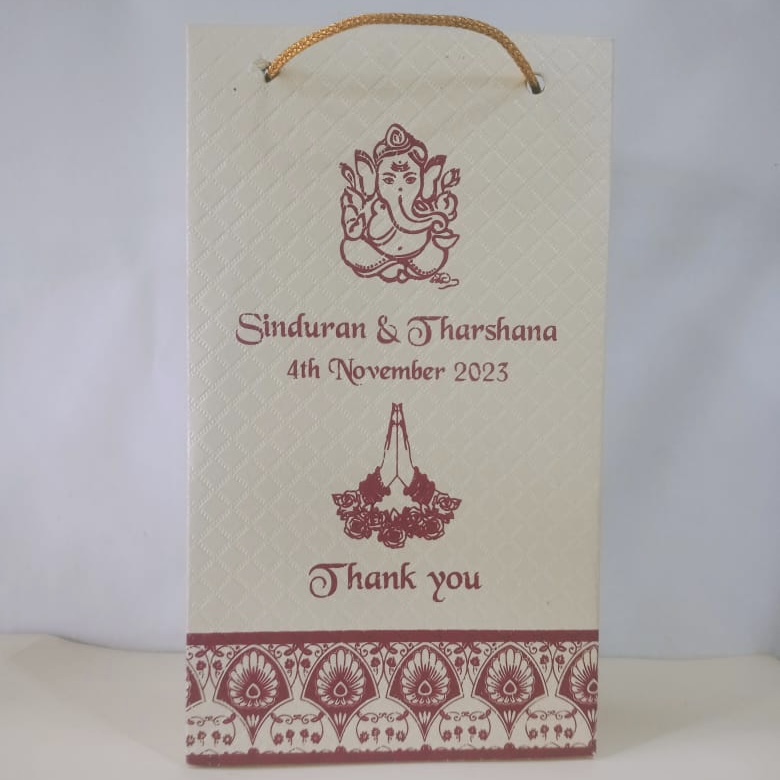 Sinduran & Tharshana
4th November 2023
Thank you